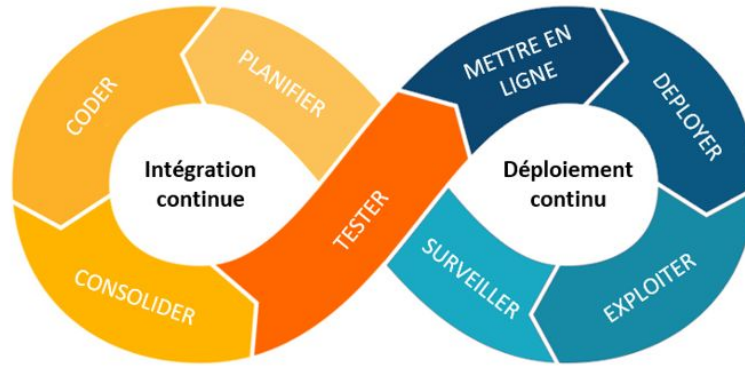 PLANIFIER
CODER
CONSOLIDER
TESTER
METTRE EN
LIGNE
DEPLOYER
EXPLOITER
SURVEILLER
Intégration
continue
Déploiement
continu